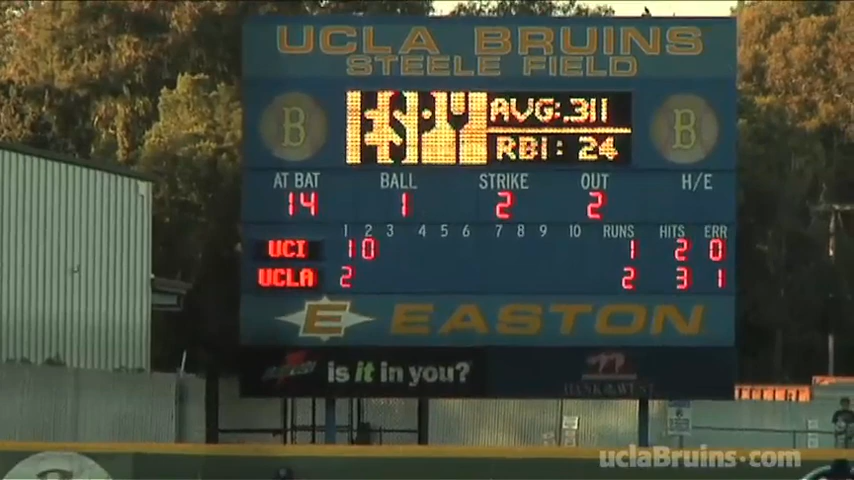 UCLA BRUINS
STEELE FIELD
B AVG:.311 B
RBI: 24
AT BAT BALL STRIKE OUT H/E
14 1 2 2
1 2 3 4 5 6 7 8 9 10 RUNS HITS ERR
UCI 1 0 1 2 0
UCLA 2 2 3 1
E EASTON
is it in you?
HANK & WEST
uclaBruins.com